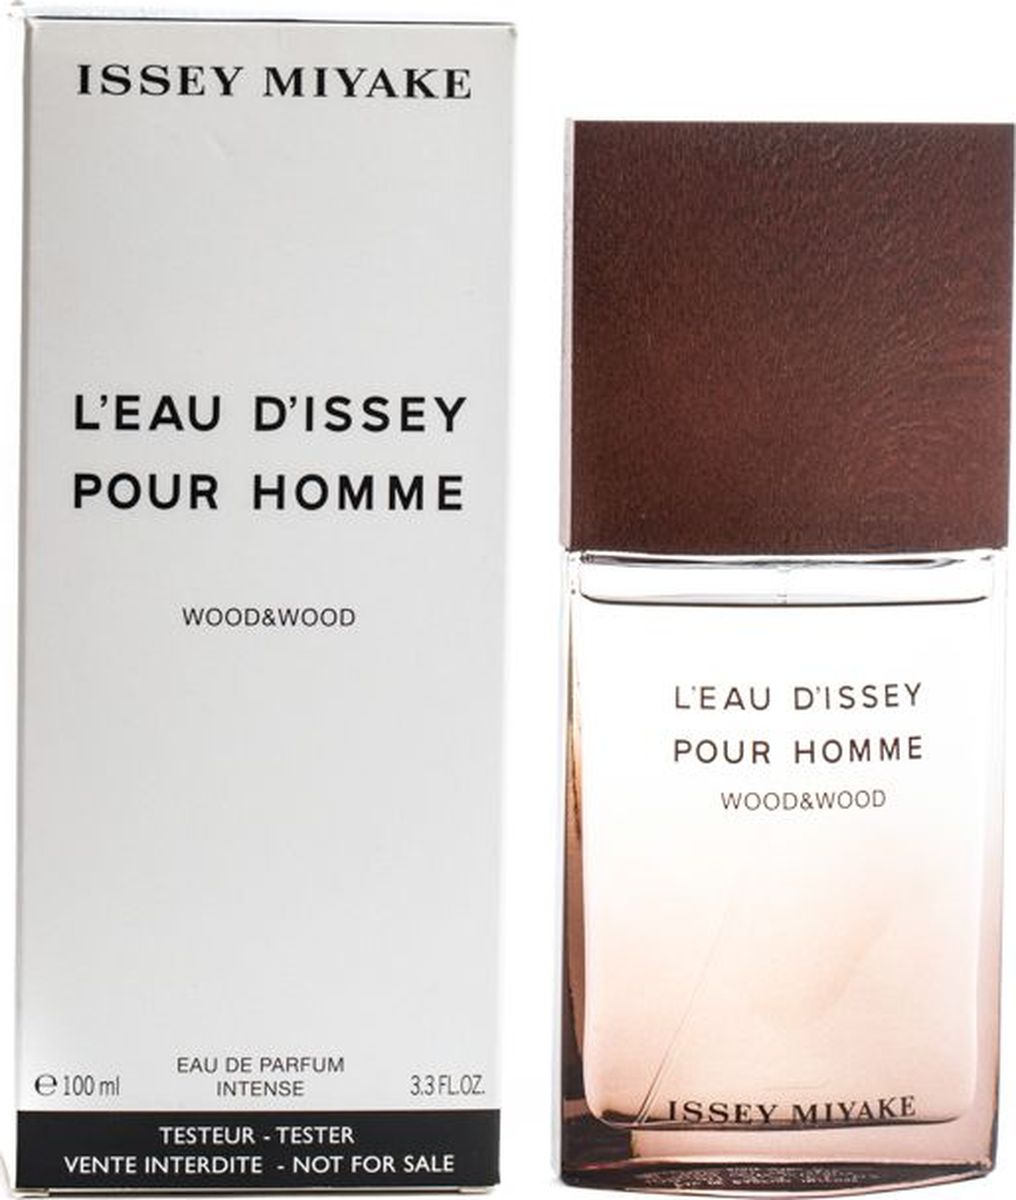 ISSEY MIYAKE
L'EAU D'ISSEY
POUR HOMME
WOOD&WOOD
EAU DE PARFUM
INTENSE
℮ 100 ml
3.3 FL.OZ.
TESTEUR - TESTER
VENTE INTERDITE - NOT FOR SALE
L'EAU D'ISSEY
POUR HOMME
WOOD&WOOD
ISSEY MIYAKE